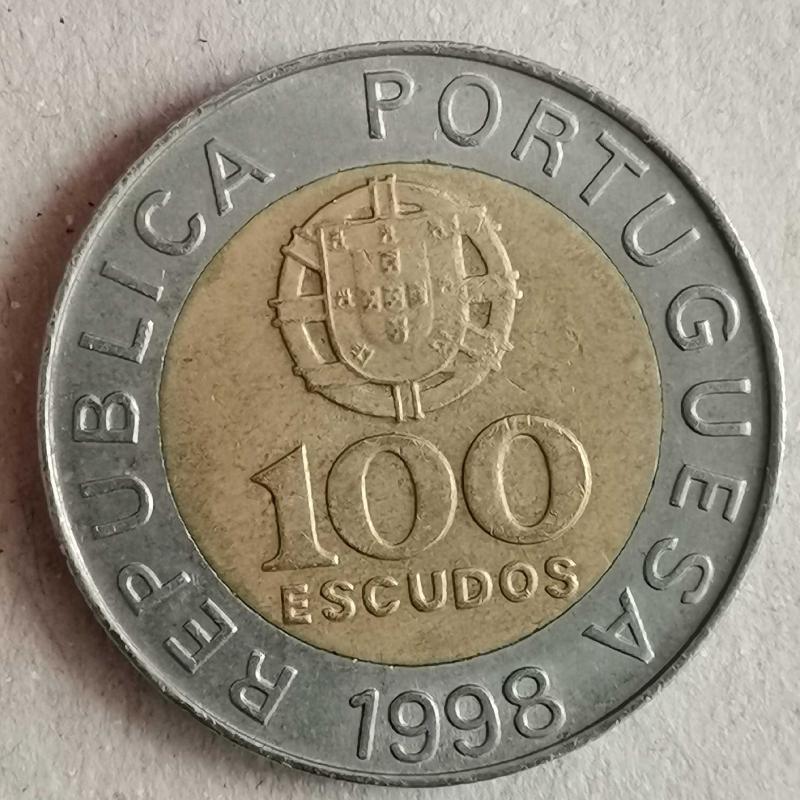 REPUBLICA PORTUGUESA
100
ESCUDOS
1998